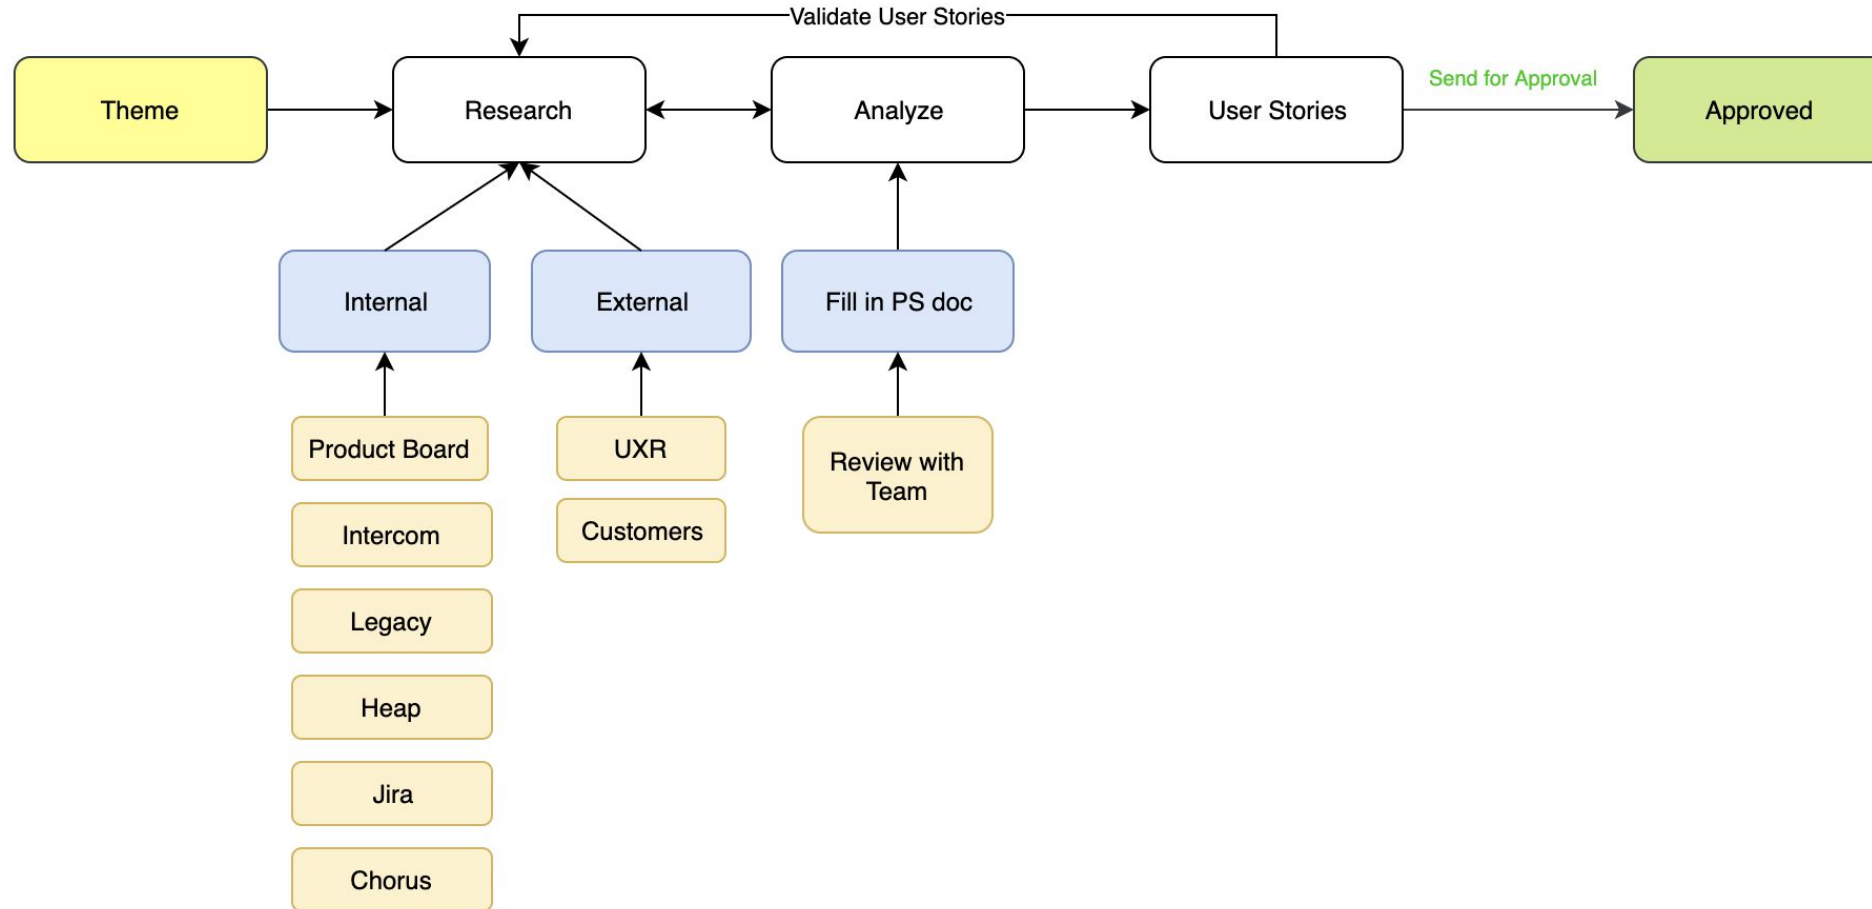 Validate User Stories
Theme
Research
Analyze
User Stories
Send for Approval
Approved
Internal
External
Fill in PS doc
Product Board
UXR
Review with
Team
Intercom
Customers
Legacy
Heap
Jira
Chorus